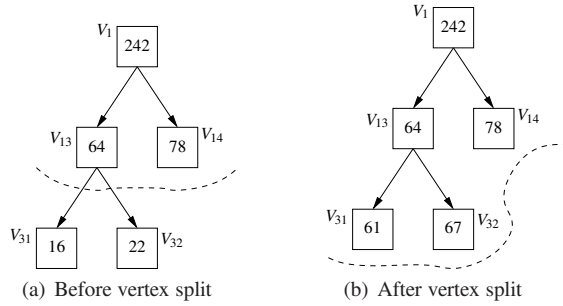 V1 242
V13 64
78 V14
V31 16
22 V32
(a) Before vertex split
V1 242
V13 64
78 V14
V31 61
67 V32
(b) After vertex split